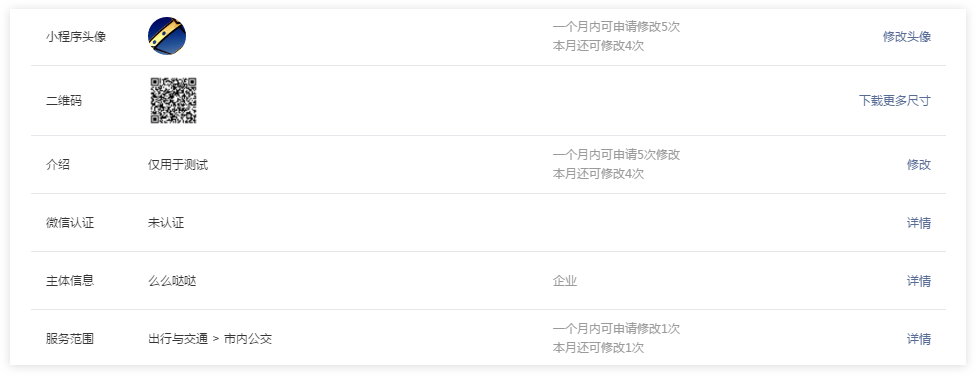 小程序头像
一个月内可申请修改5次
本月还可修改4次
修改头像
二维码
下载更多尺寸
介绍
仅用于测试
一个月内可申请5次修改
本月还可修改4次
修改
微信认证
未认证
详情
主体信息
么么哒哒
企业
详情
服务范围
出行与交通 > 市内公交
一个月内可申请修改1次
本月还可修改1次
详情